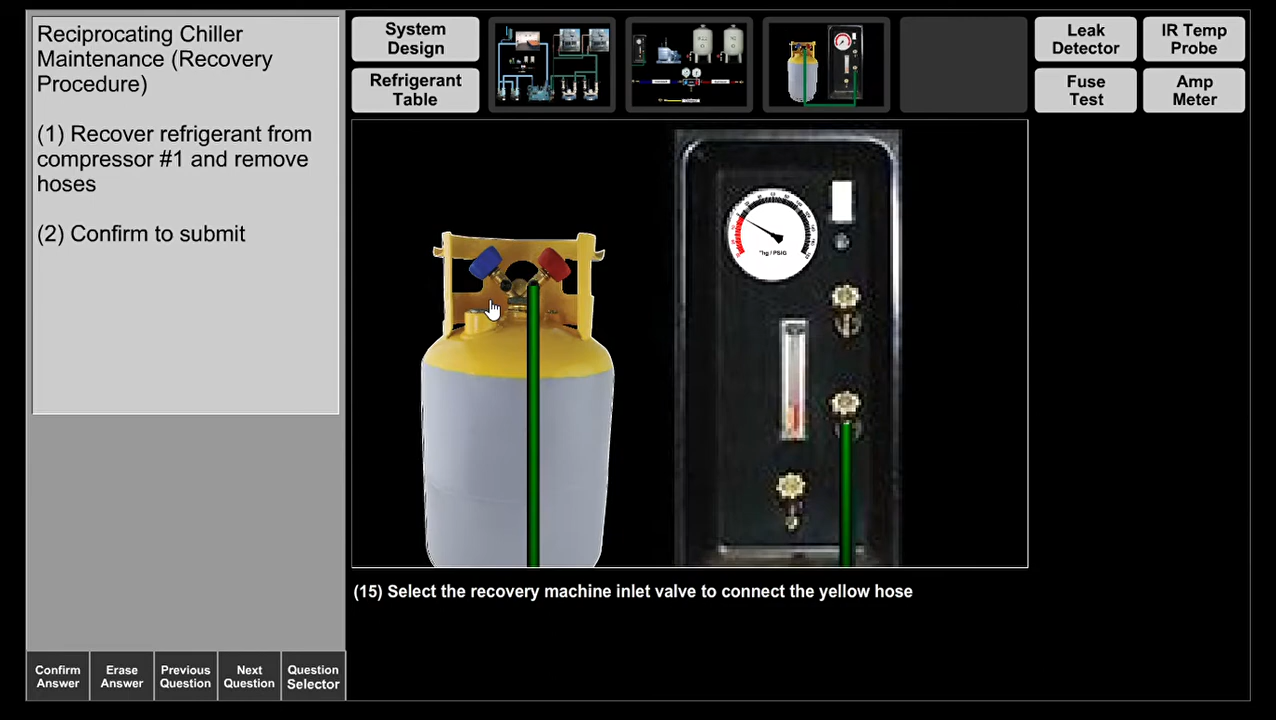 Reciprocating Chiller
Maintenance (Recovery
Procedure)
(1) Recover refrigerant from
compressor #1 and remove
hoses
(2) Confirm to submit
System
Design
Refrigerant
Table
Leak
Detector
IR Temp
Probe
Fuse
Test
Amp
Meter
"hg / PSIG
(15) Select the recovery machine inlet valve to connect the yellow hose
Confirm
Answer
Erase
Answer
Previous
Question
Next
Question
Question
Selector